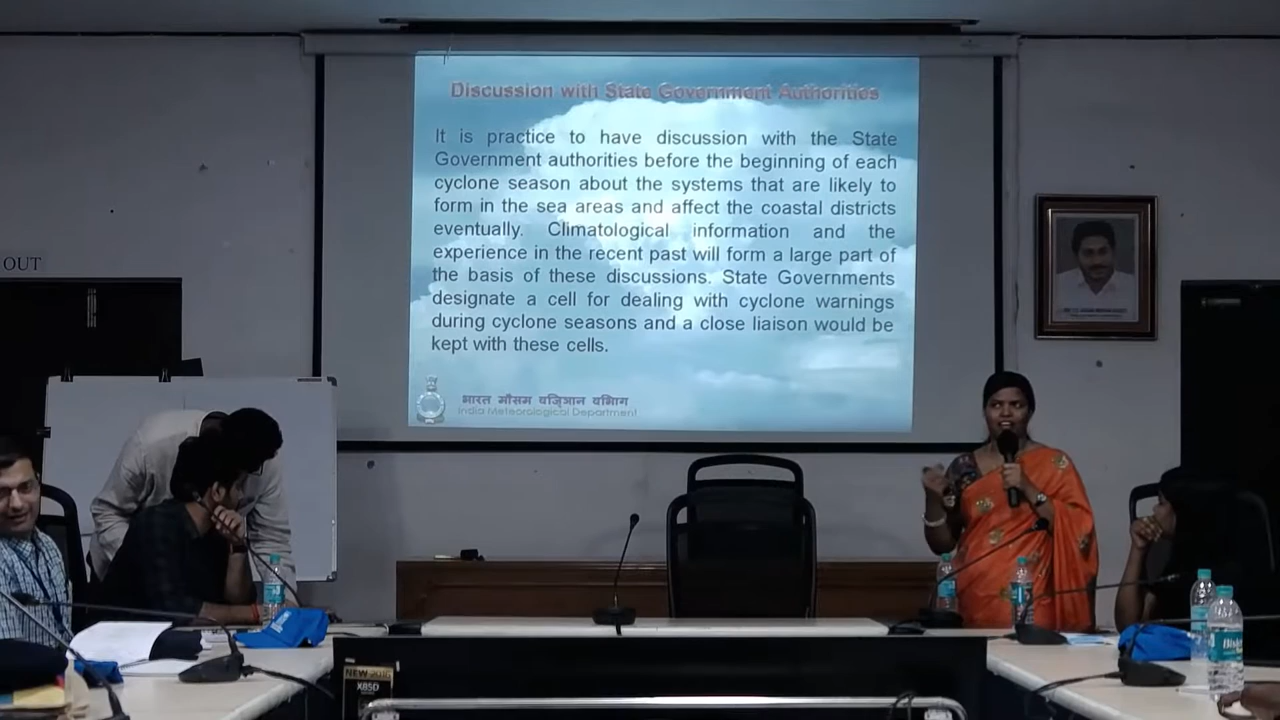 Discussion with State Government Authorities
It is practice to have discussion with the State
Government authorities before the beginning of each
cyclone season about the systems that are likely to
form in the sea areas and affect the coastal districts
eventually. Climatological information and the
experience in the recent past will form a large part of
the basis of these discussions. State Governments
designate a cell for dealing with cyclone warnings
during cyclone seasons and a close liaison would be
kept with these cells.
भारत मौसम
India Meteorological Department
OUT
NEW 2016
X85D